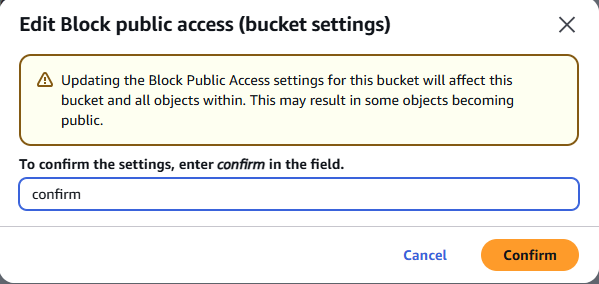 Edit Block public access (bucket settings)
Updating the Block Public Access settings for this bucket will affect this
bucket and all objects within. This may result in some objects becoming
public.
To confirm the settings, enter confirm in the field.
confirm
Cancel
Confirm